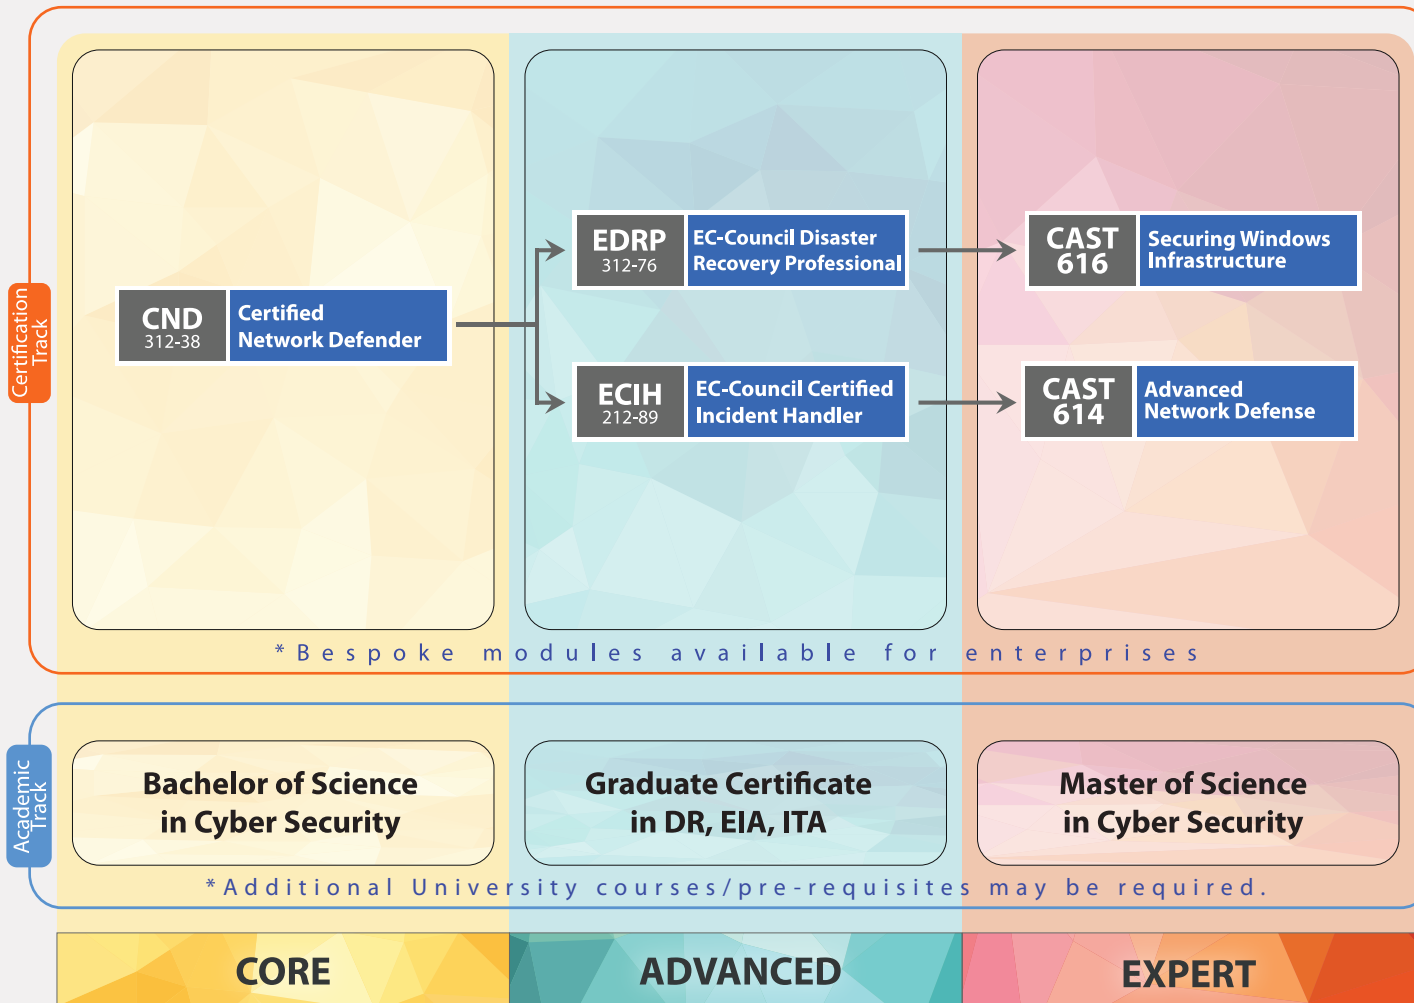 Certification
Track
CND
312-38
Certified
Network Defender
EDRP
312-76
EC-Council Disaster
Recovery Professional
ECIH
212-89
EC-Council Certified
Incident Handler
CAST
616
Securing Windows
Infrastructure
CAST
614
Advanced
Network Defense
*Bespoke modules available for enterprises
Academic
Track
Bachelor of Science
in Cyber Security
Graduate Certificate
in DR, EIA, ITA
Master of Science
in Cyber Security
*Additional University courses/pre-requisites may be required.
CORE
ADVANCED
EXPERT